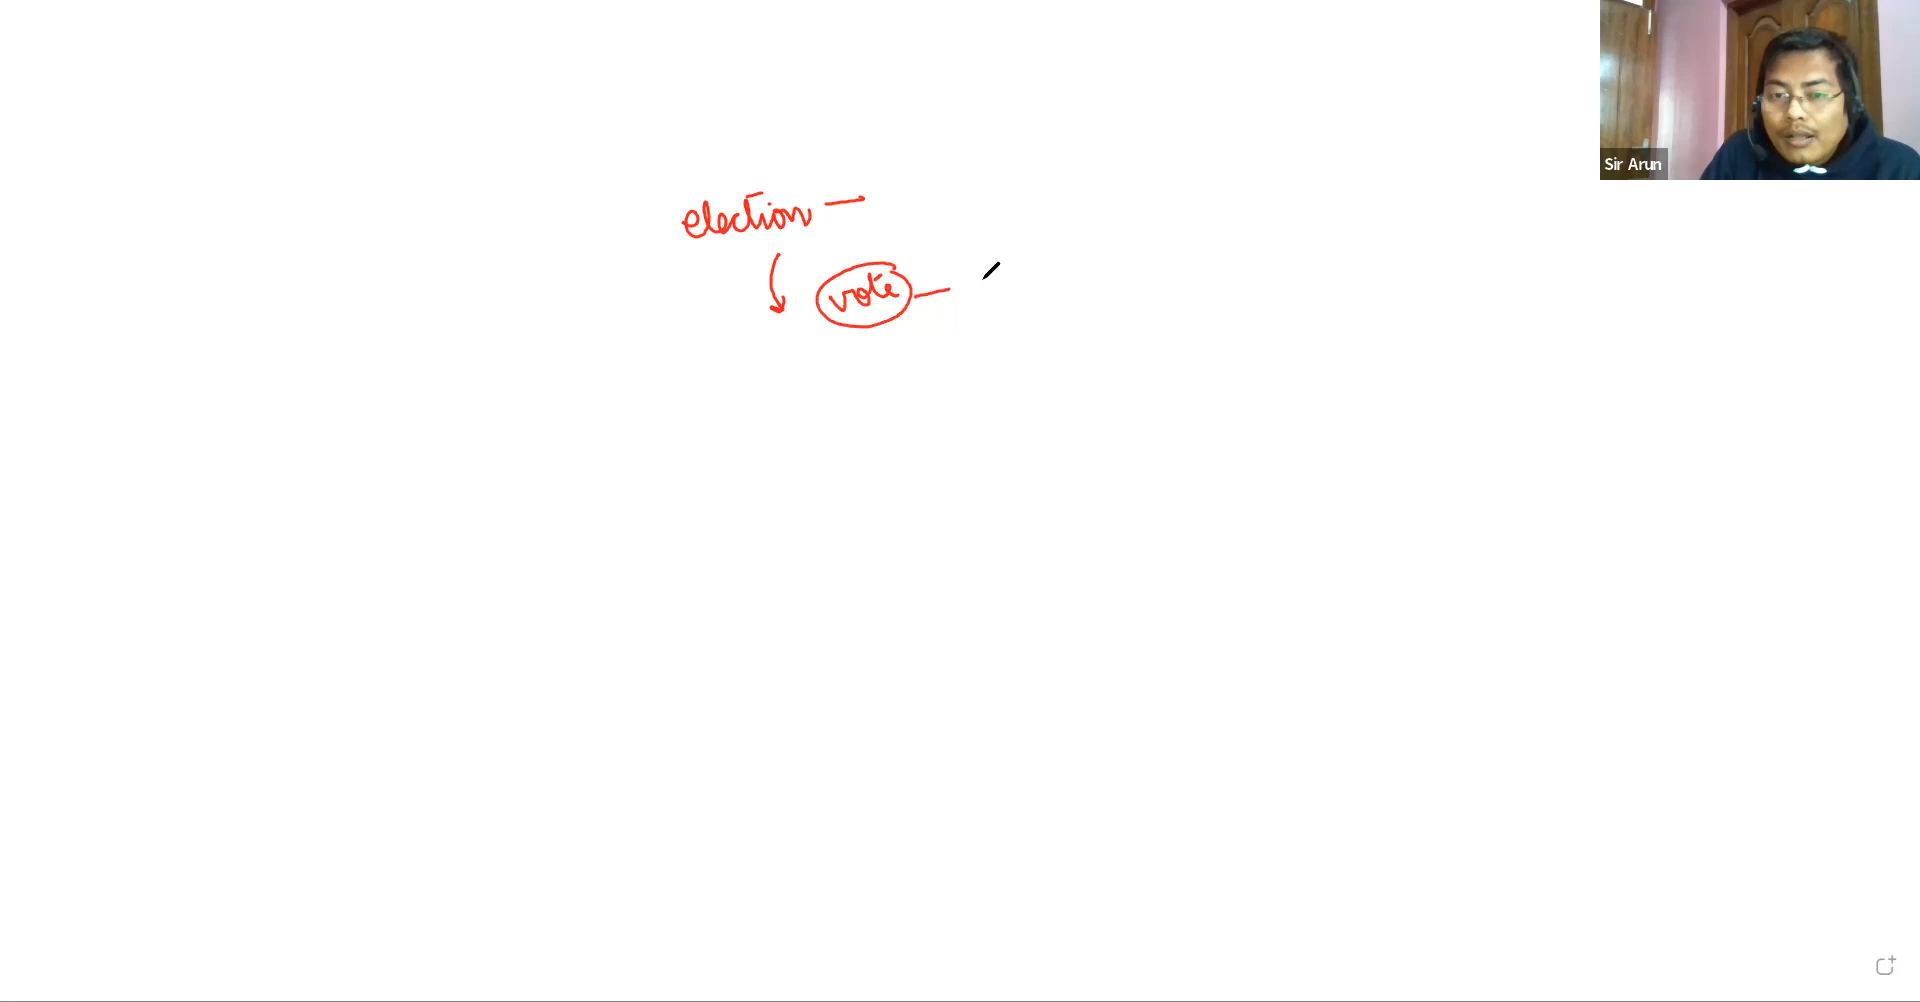 Sir Arun
election —
vote —